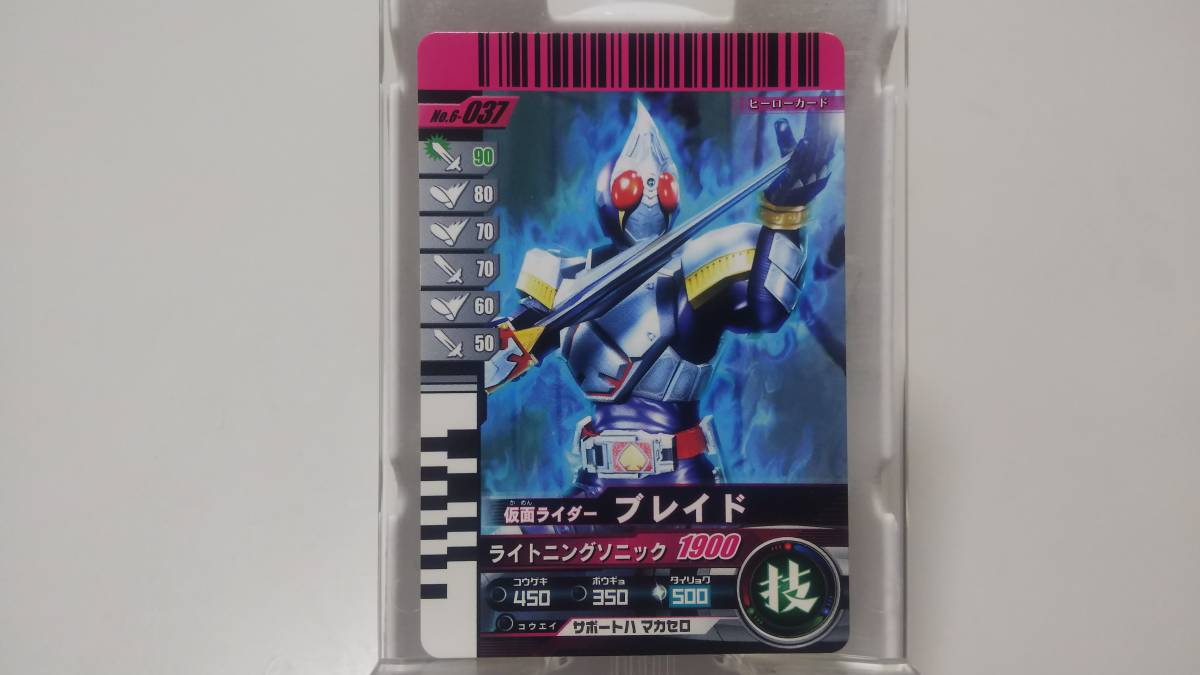 No.6-037
ヒーローカード
90
80
70
70
60
50
かめん
仮面ライダー ブレイド
ライトニングソニック 1900
コウゲキ 450
ボウギョ 350
タイリョク 500
技
コウエイ サポートハ マカセロ